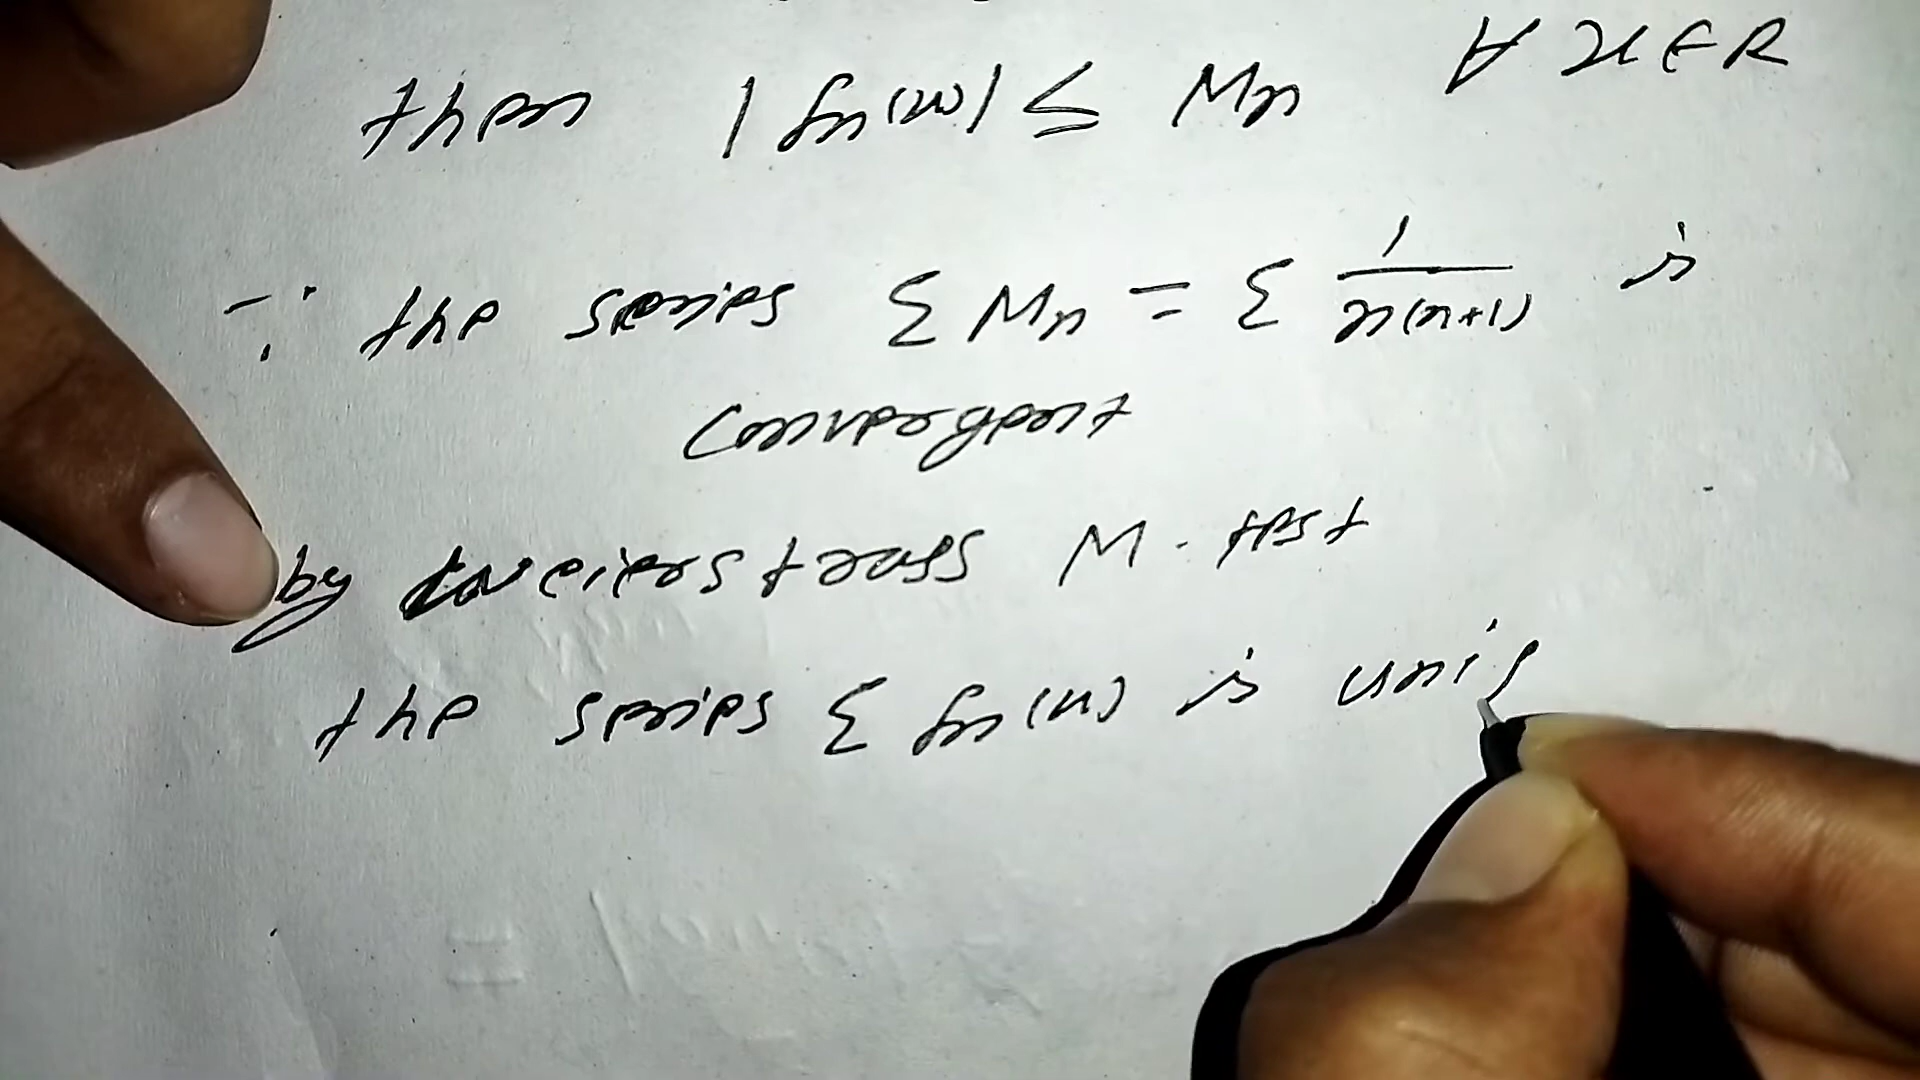 then |fn(x)| ≤ Mn ∀ x ∈ R
∵ the series Σ Mn = Σ 1/n(n+1) is
convergent
by weierstrass M-test
the series Σ fn(x) is unif